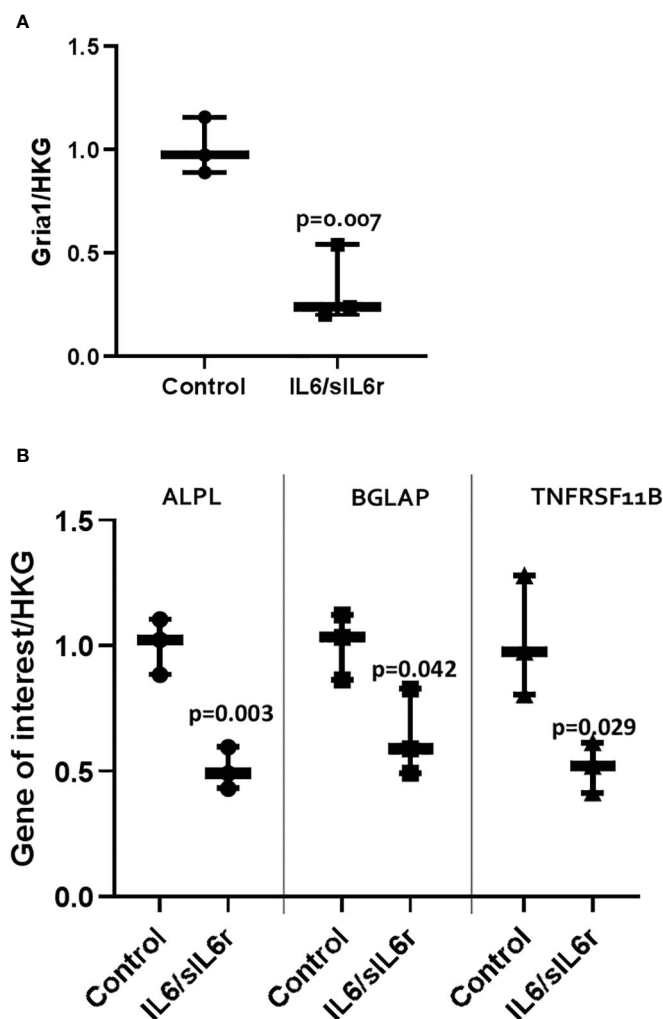 A
1.5
1.0
0.5
0.0
Gria1/HKG
p=0.007
Control
IL6/sIL6r
B
ALPL
BGLAP
TNFRSF11B
1.5
1.0
0.5
0.0
Gene of interest/HKG
p=0.003
p=0.042
p=0.029
Control
IL6/sIL6r
Control
IL6/sIL6r
Control
IL6/sIL6r